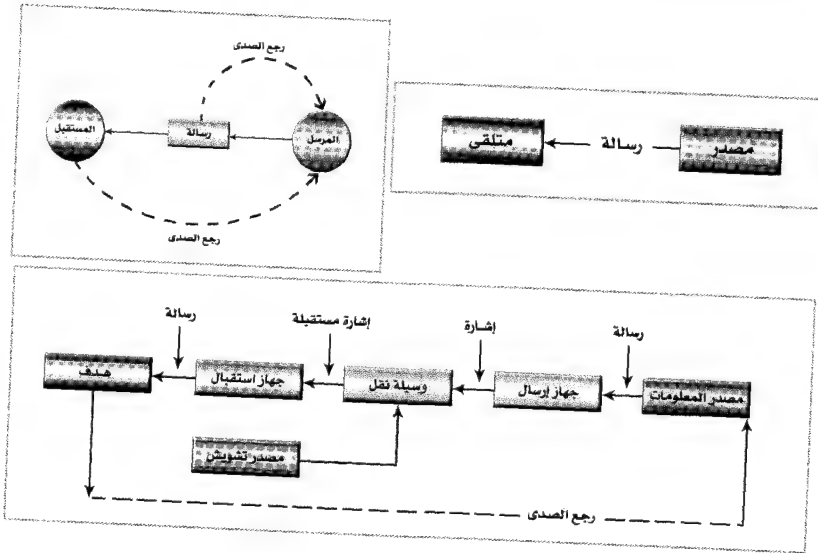 رجع الصدى
المستقبل
رسالة
المرسل
رجع الصدى
مصدر
رسالة
متلقى
رسالة
إشارة
إشارة مستقبلة
رسالة
مصدر المعلومات
جهاز إرسال
وسيلة نقل
جهاز استقبال
هدف
مصدر تشويش
رجع الصدى